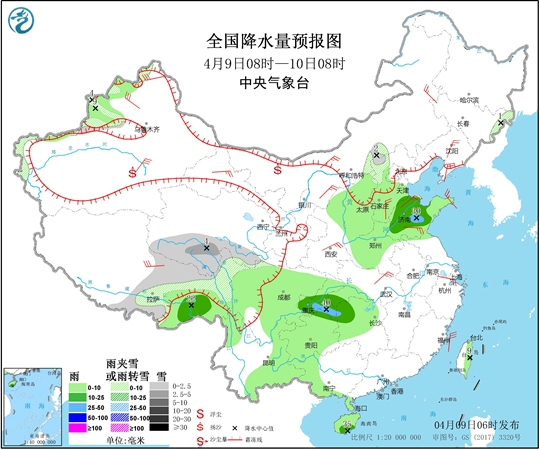 全国降水量预报图
4月9日08时—10日08时
中央气象台
哈尔滨
长春
沈阳
乌鲁木齐
呼和浩特
北京
天津
银川
太原
石家庄
济南
西宁
兰州
郑州
西安
拉萨
成都
重庆
合肥
南京
上海
武汉
杭州
南昌
长沙
贵阳
福州
台北
昆明
南宁
广州
香港
澳门
海口
雨
雨夹雪
或雨转雪
雪
0-10
10-25
25-50
50-100
≥100
0-10
10-25
25-50
50-100
≥100
0-2.5
2.5-5
5-10
10-20
20-30
≥30
单位:毫米
浮尘
扬沙
沙尘暴
降水中心值
霜冻线
04月09日06时发布
比例尺 1:20 000 000
审图号: GS (2017) 3320号